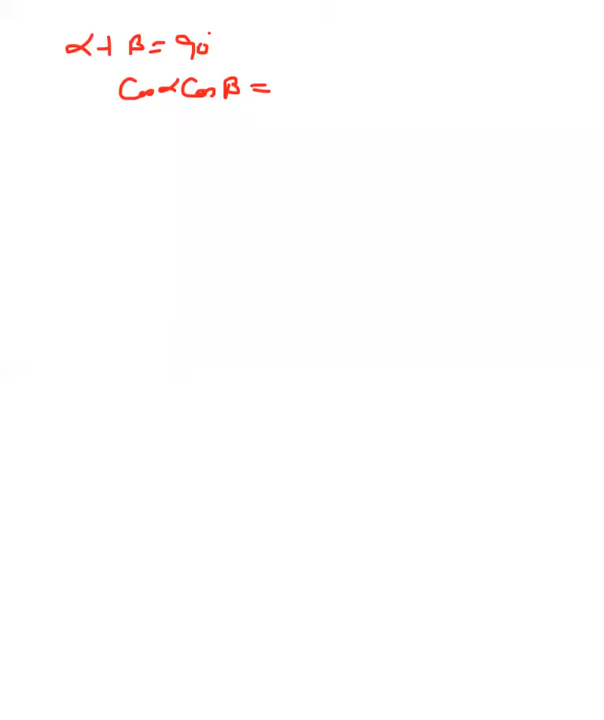 α + β = 90°
Cos α Cos β =